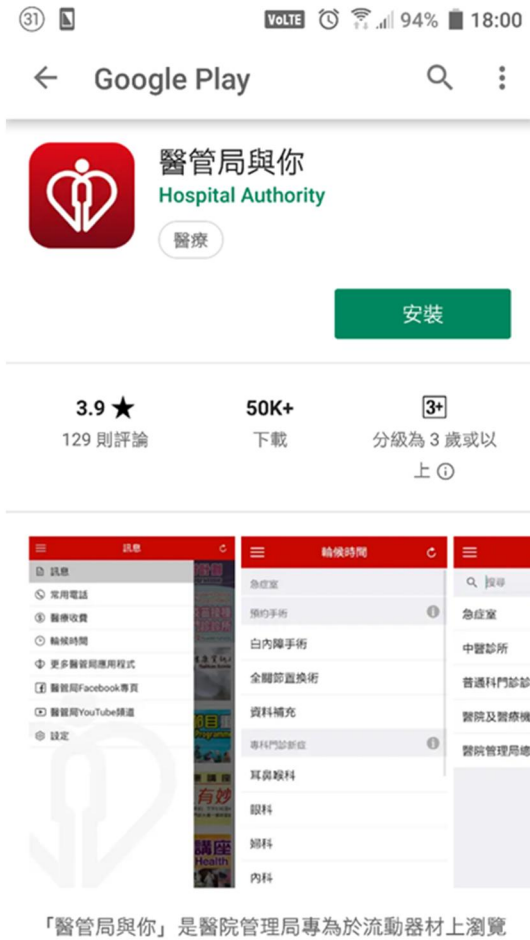 31
VoLTE
94%
18:00
Google Play
醫管局與你
Hospital Authority
醫療
安裝
3.9 ★
129 則評論
50K+
下載
3+
分級為 3 歲或以
上
訊息
訊息
常用電話
醫療收費
輪候時間
更多醫管局應用程式
醫管局Facebook專頁
醫管局YouTube頻道
設定
講座
Health
輪候時間
急症室
預約手術
白內障手術
全關節置換術
資料補充
專科門診新症
耳鼻喉科
眼科
婦科
內科
搜尋
急症室
中醫診所
普通科門診診
醫院及醫療機
醫院管理局總
「醫管局與你」是醫院管理局專為於流動器材上瀏覽